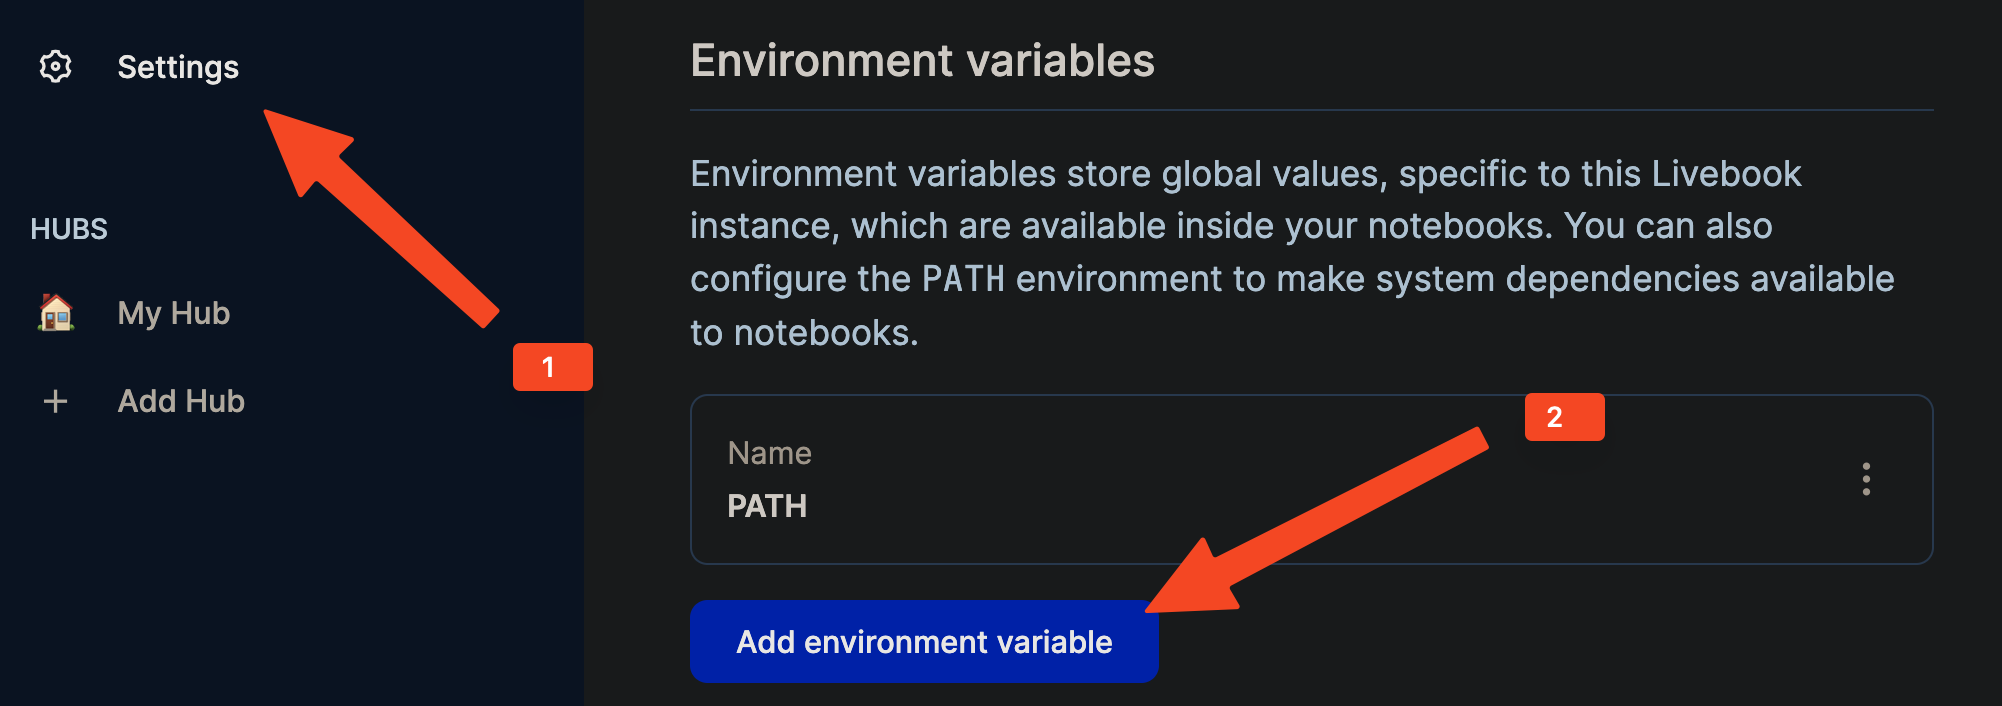 Settings
HUBS
My Hub
Add Hub
1
Environment variables
Environment variables store global values, specific to this Livebook
instance, which are available inside your notebooks. You can also
configure the PATH environment to make system dependencies available
to notebooks.
2
Name
PATH
Add environment variable